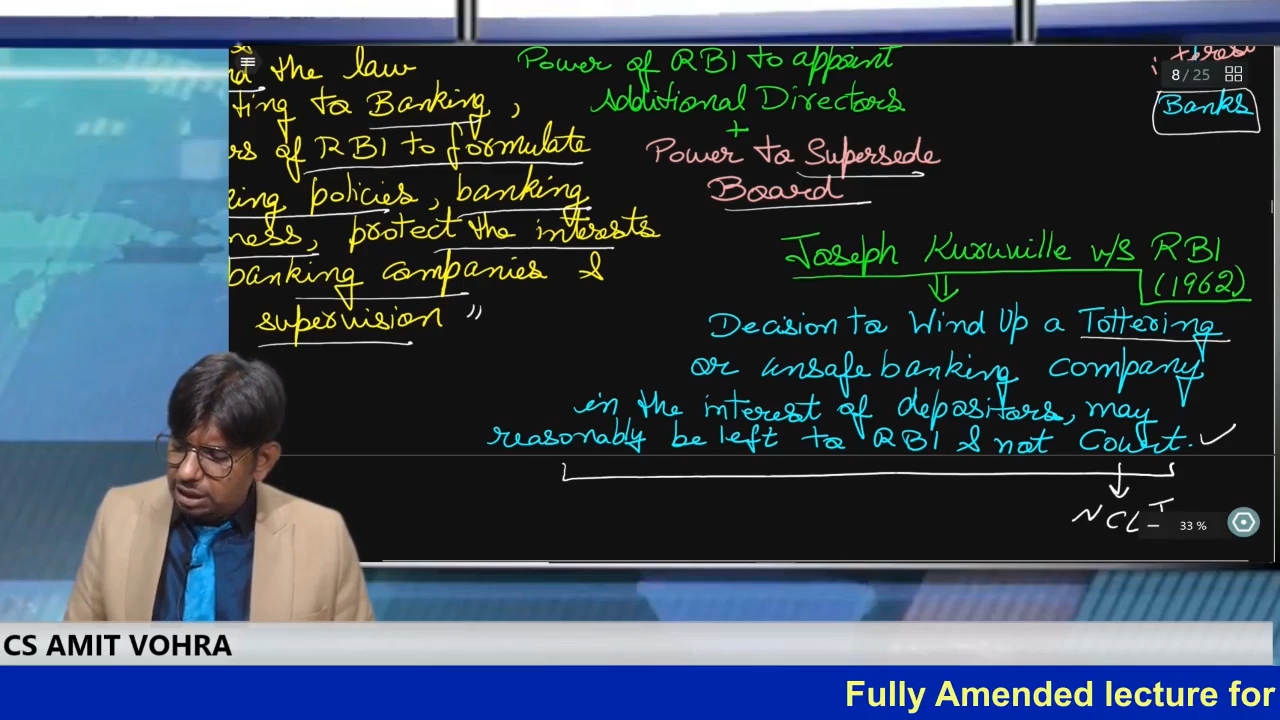 the law
ting to Banking,
rs of RBI to formulate
ing policies, banking
ness, protect the interests
banking companies &
supervision "
Power of RBI to appoint
Additional Directors
+
Power to Supersede
Board
8 / 25
Banks
Joseph Kuruville v/s RBI
(1962)
Decision to Wind Up a Tottering
or unsafe banking company
in the interest of depositors, may
reasonably be left to RBI & not Court.
NCLT
33 %
CS AMIT VOHRA
Fully Amended lecture for